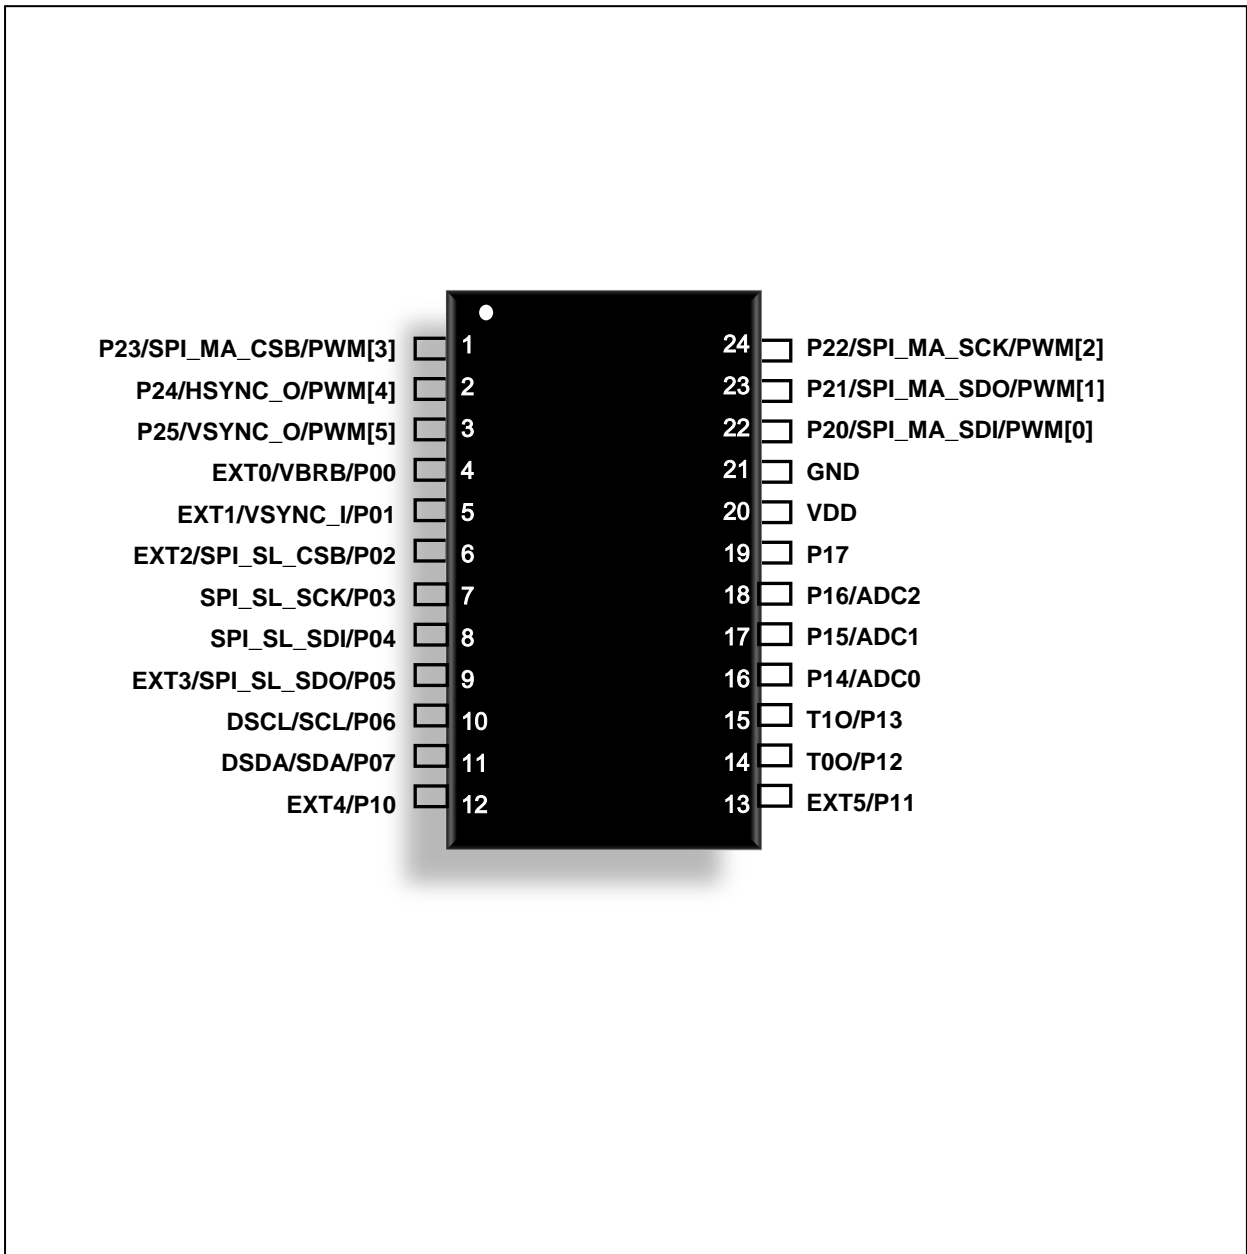 P23/SPI_MA_CSB/PWM[3] 1 24 P22/SPI_MA_SCK/PWM[2]
P24/HSYNC_O/PWM[4] 2 23 P21/SPI_MA_SDO/PWM[1]
P25/VSYNC_O/PWM[5] 3 22 P20/SPI_MA_SDI/PWM[0]
EXT0/VBRB/P00 4 21 GND
EXT1/VSYNC_I/P01 5 20 VDD
EXT2/SPI_SL_CSB/P02 6 19 P17
SPI_SL_SCK/P03 7 18 P16/ADC2
SPI_SL_SDI/P04 8 17 P15/ADC1
EXT3/SPI_SL_SDO/P05 9 16 P14/ADC0
DSCL/SCL/P06 10 15 T1O/P13
DSDA/SDA/P07 11 14 T0O/P12
EXT4/P10 12 13 EXT5/P11